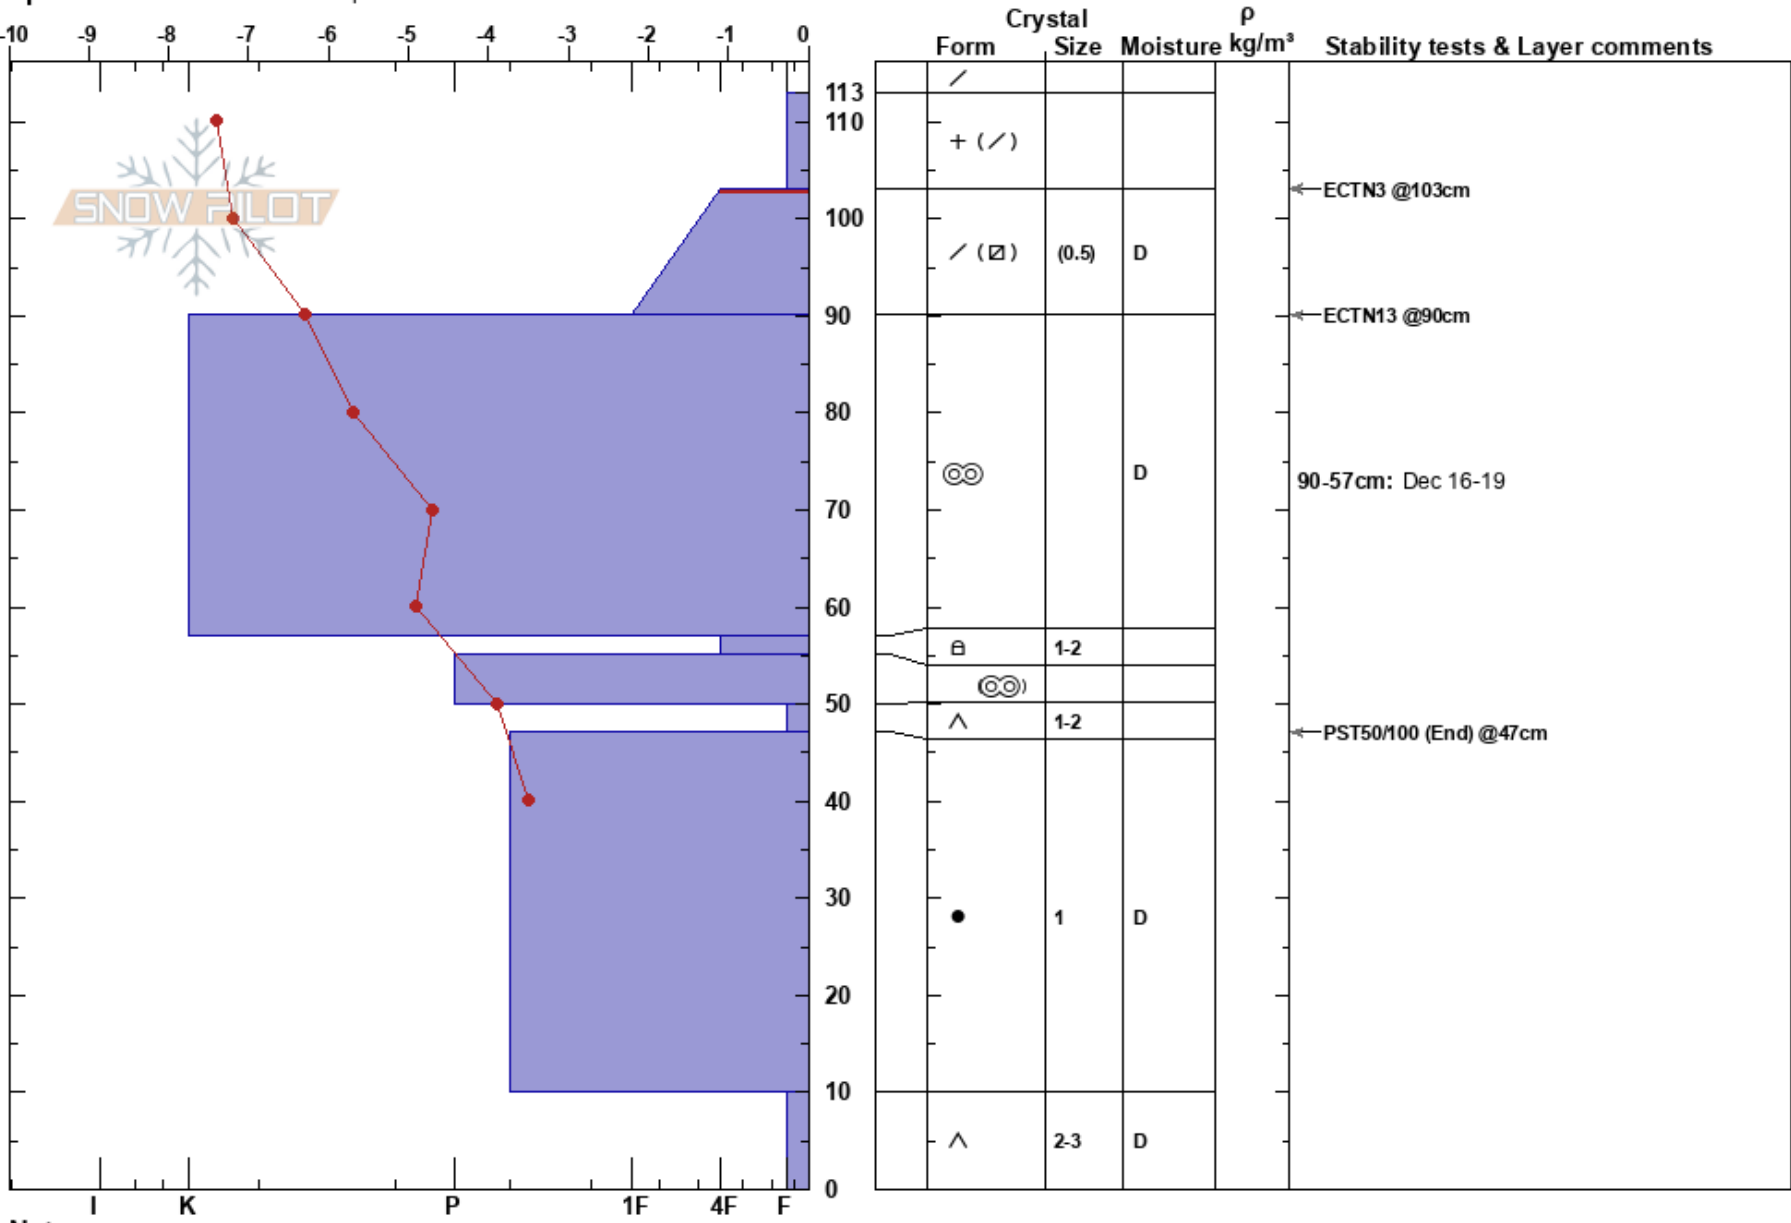 Crystal ρ
-10 -9 -8 -7 -6 -5 -4 -3 -2 -1 0
Form Size Moisture kg/m³ Stability tests & Layer comments
113
110
+ (/)
ECTN3 @103cm
SNOW PILOT
100
(0.5) D
90
ECTN13 @90cm
80
D
90-57cm: Dec 16-19
70
60
1-2
50
1-2
PST50/100 (End) @47cm
40
30
1 D
20
10
2-3 D
0
I K P 1F 4F F